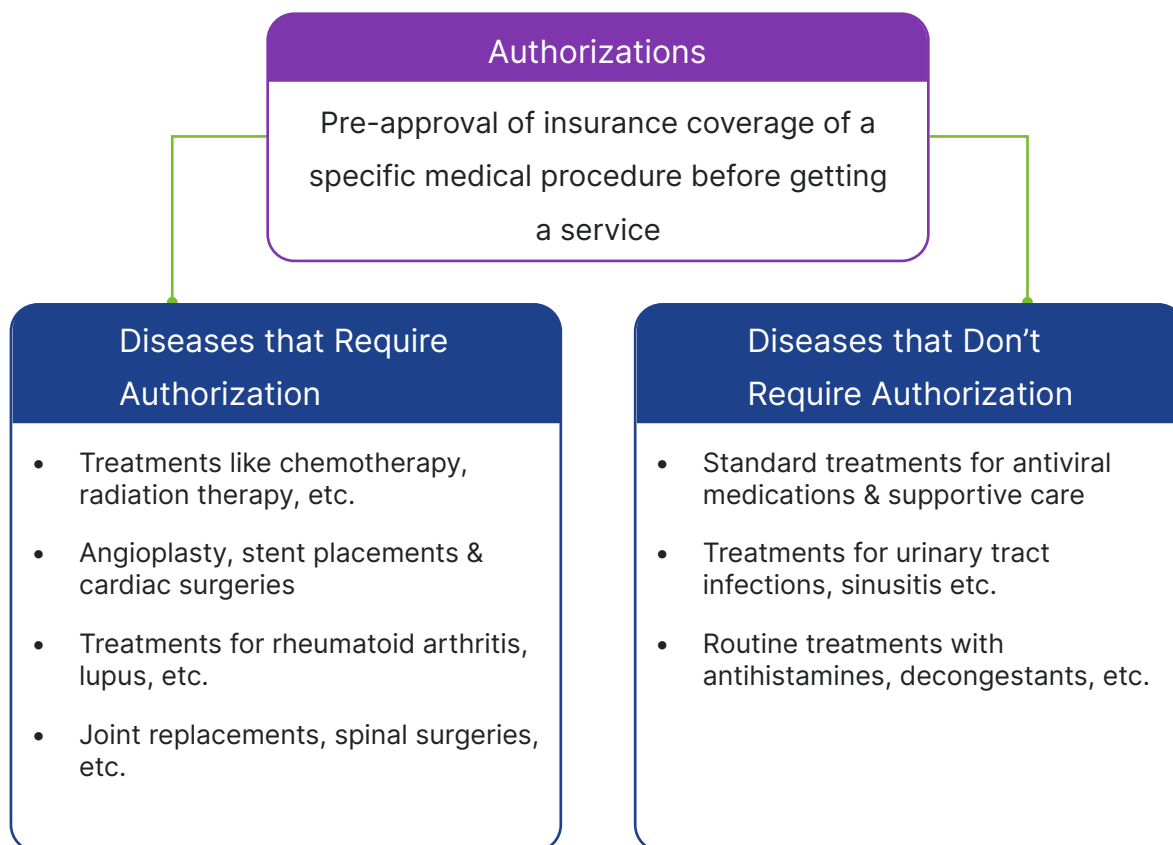 Authorizations
Pre-approval of insurance coverage of a
specific medical procedure before getting
a service
Diseases that Require
Authorization
• Treatments like chemotherapy,
radiation therapy, etc.
• Angioplasty, stent placements &
cardiac surgeries
• Treatments for rheumatoid arthritis,
lupus, etc.
• Joint replacements, spinal surgeries,
etc.
Diseases that Don’t
Require Authorization
• Standard treatments for antiviral
medications & supportive care
• Treatments for urinary tract
infections, sinusitis etc.
• Routine treatments with
antihistamines, decongestants, etc.